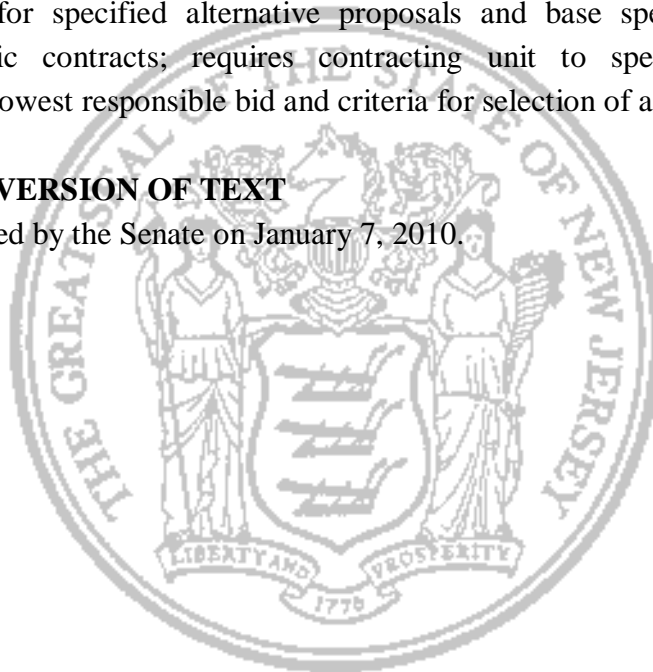 for specified alternative proposals and base spe
ic contracts; requires contracting unit to spe
owest responsible bid and criteria for selection of a
VERSION OF TEXT
ed by the Senate on January 7, 2010.
THE GREAT SEAL OF THE STATE OF NEW JERSEY
LIBERTY AND PROSPERITY
1776